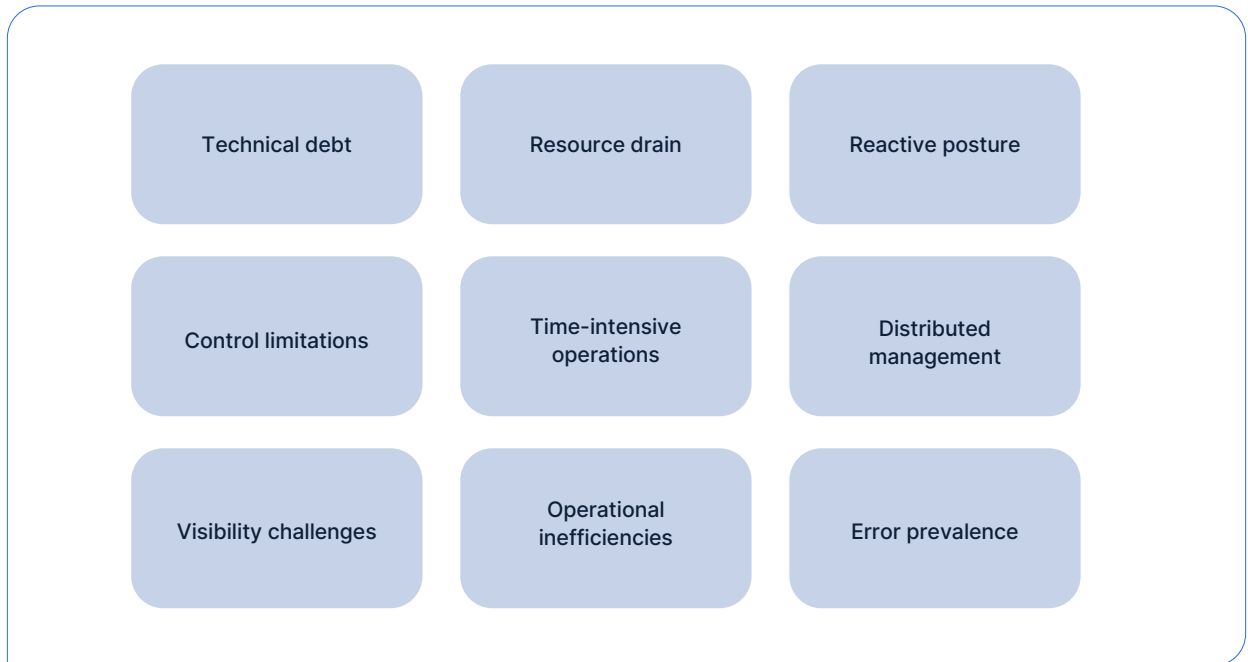 Technical debt
Resource drain
Reactive posture
Control limitations
Time-intensive
operations
Distributed
management
Visibility challenges
Operational
inefficiencies
Error prevalence